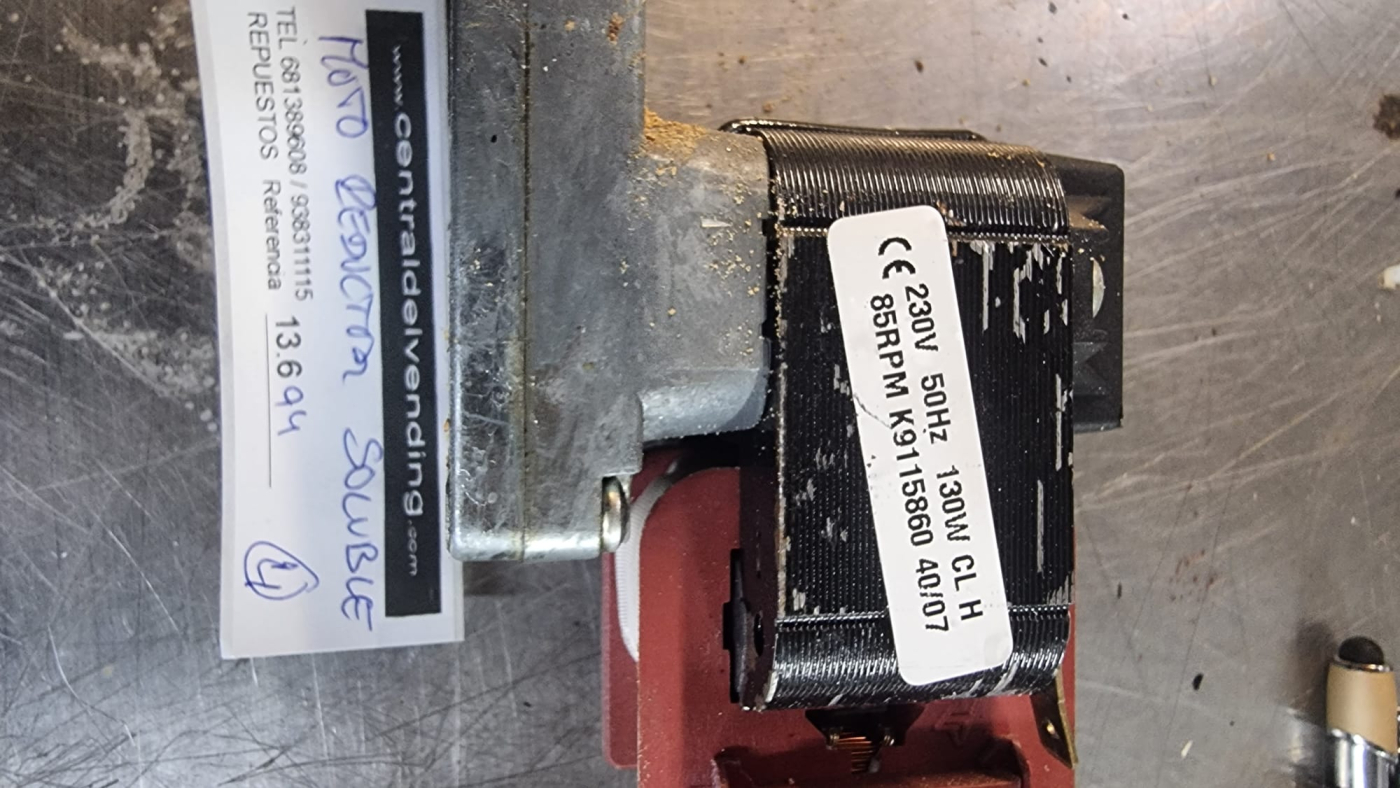 www.centraldelvending.com
MOTO REDUCTOR SOLUBLE
TEL 681389608 / 938311115
REPUESTOS Referencia 13.694
CE 230V 50Hz 130W CL H
85RPM K9115860 40/07